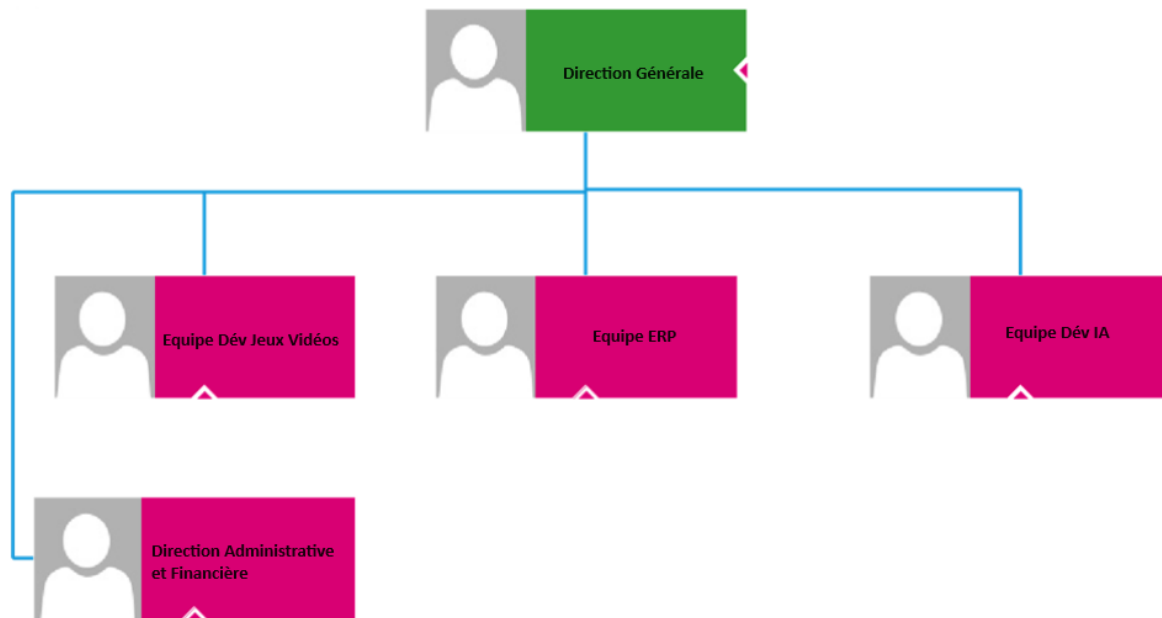 Direction Générale
Equipe Dév Jeux Vidéos
Equipe ERP
Equipe Dév IA
Direction Administrative
et Financière